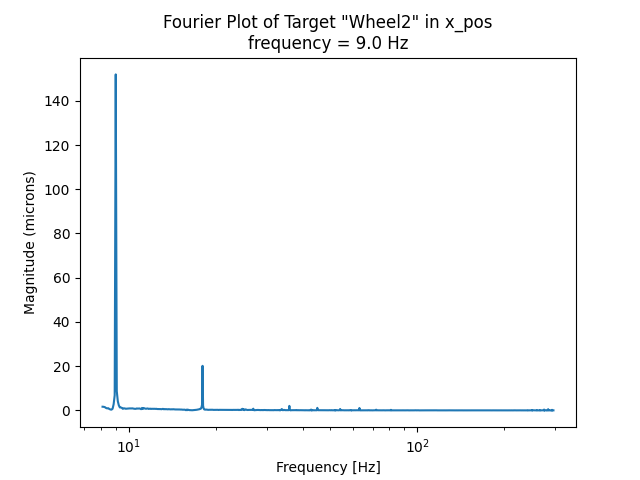 Fourier Plot of Target "Wheel2" in x_pos
frequency = 9.0 Hz
140
120
100
80
60
40
20
0
Magnitude (microns)
10¹
10²
Frequency [Hz]